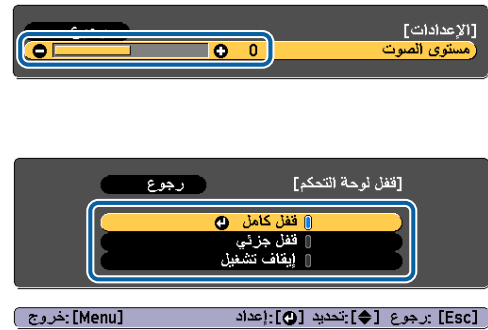 [الإعدادات]
رجوع
مستوى الصوت 0
[قفل لوحة التحكم] رجوع
قفل كامل
قفل جزئي
إيقاف تشغيل
[Esc] :رجوع [◆]:تحديد [↵]:إعداد [Menu]:خروج